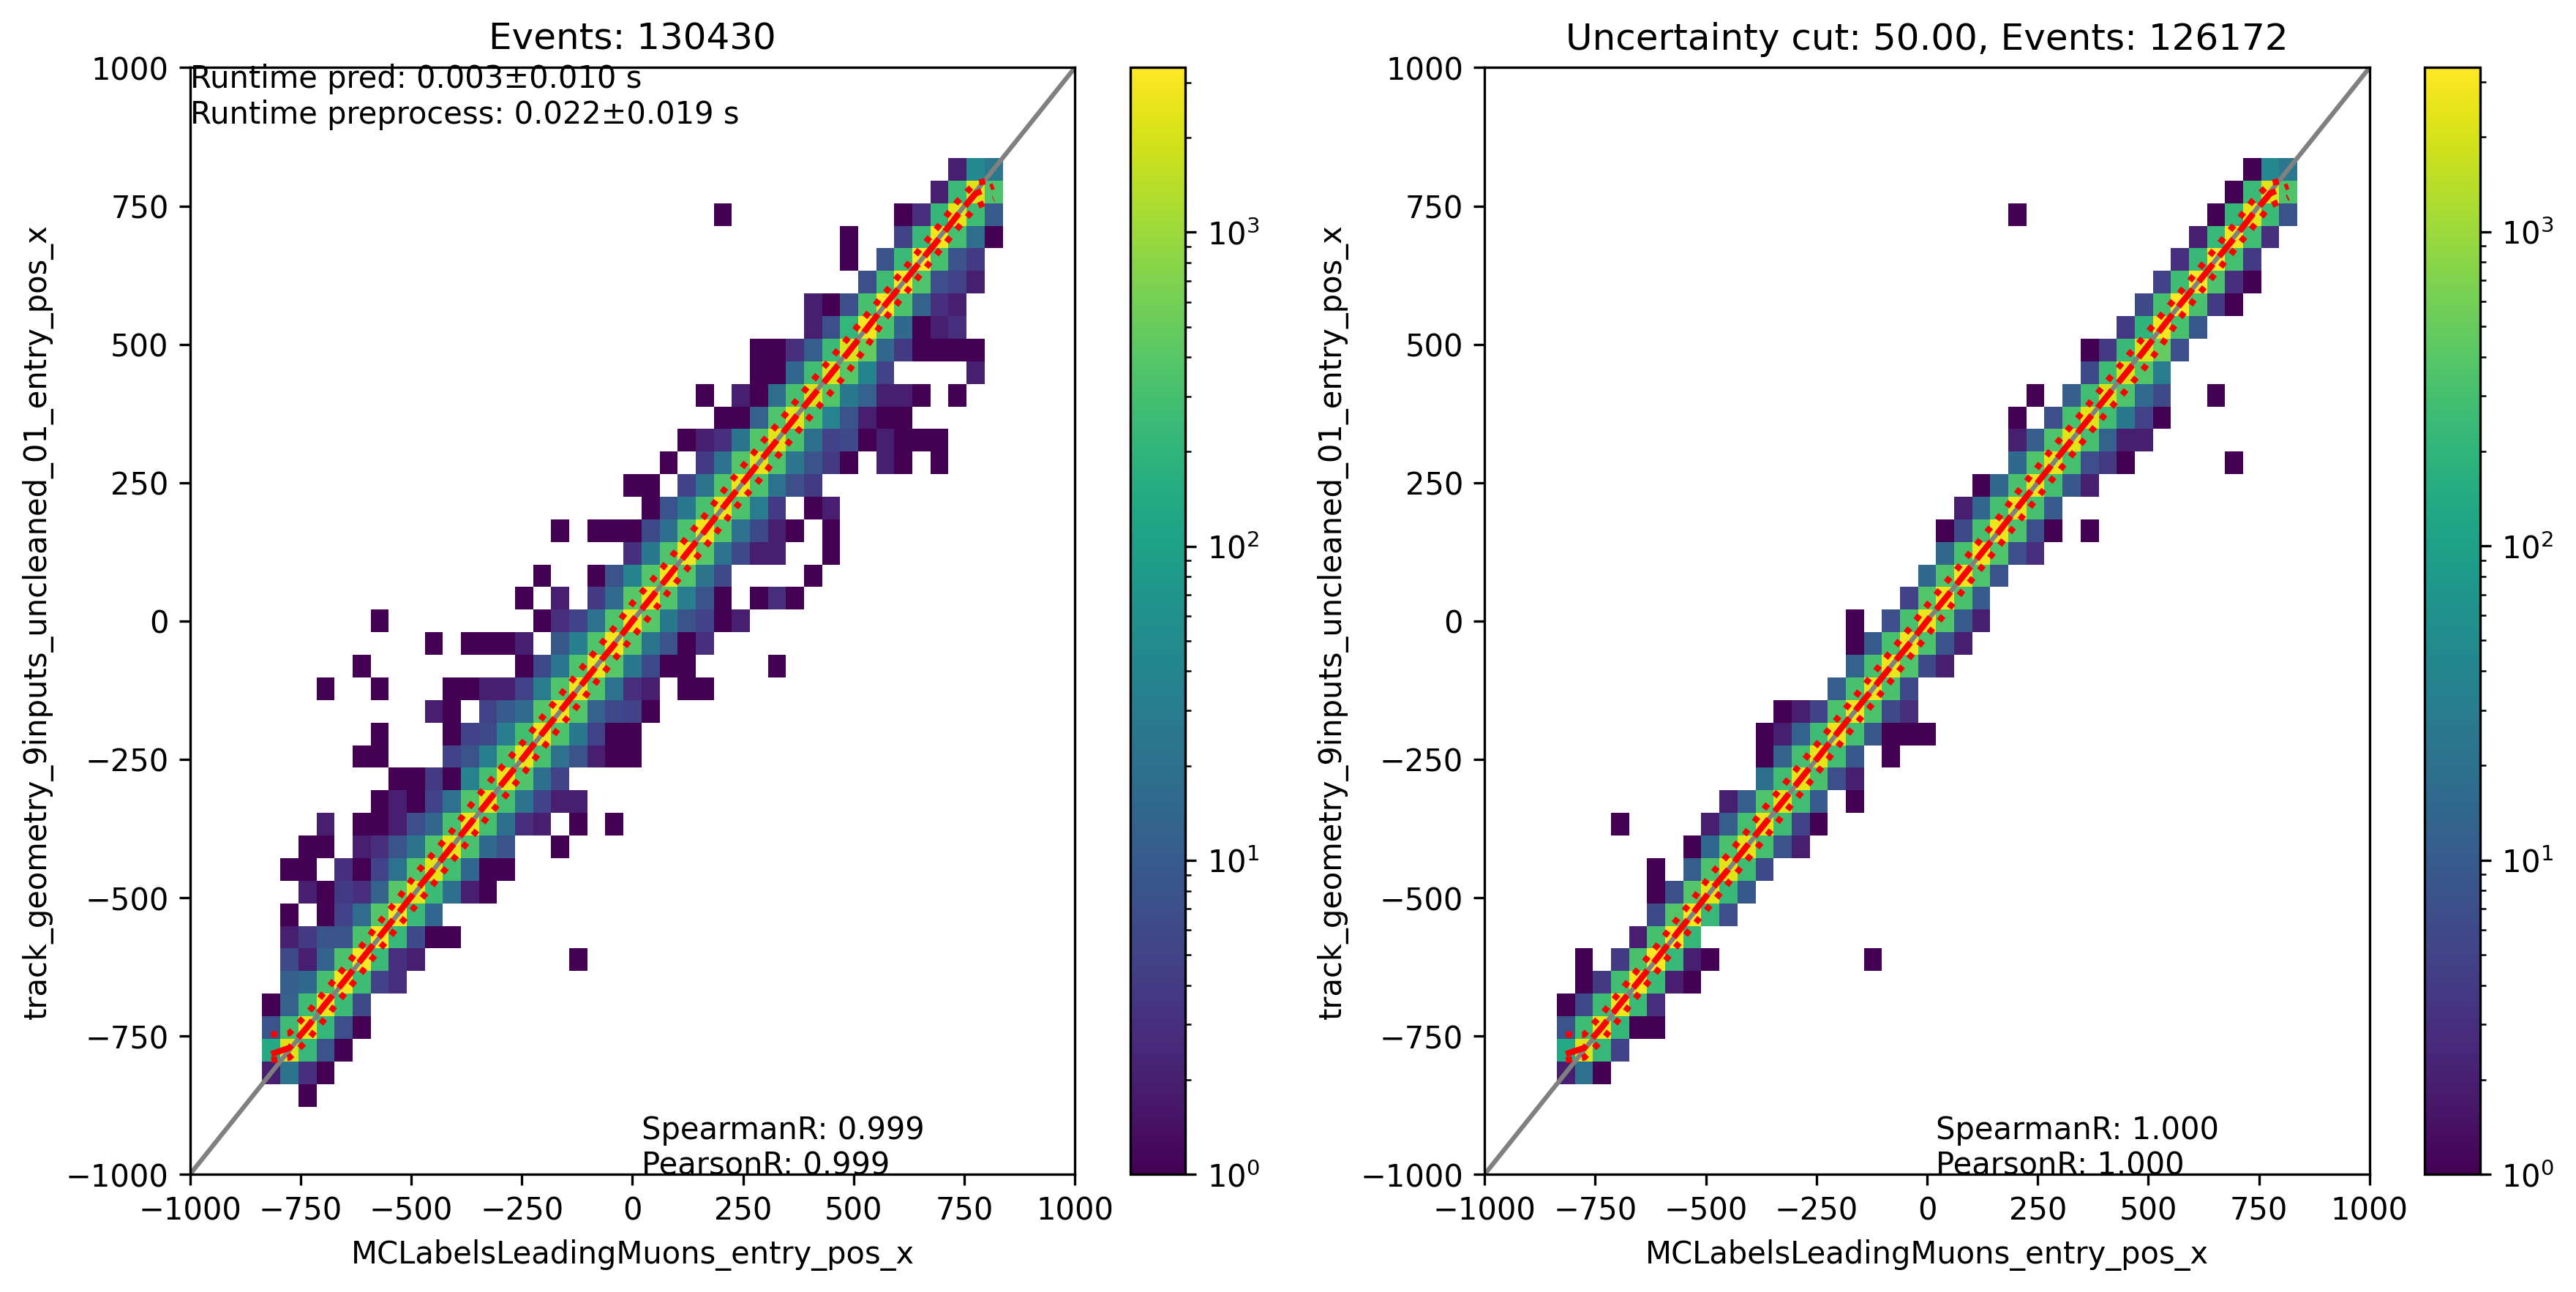 Events: 130430
Runtime pred: 0.003±0.010 s
Runtime preprocess: 0.022±0.019 s
track_geometry_9inputs_uncleaned_01_entry_pos_x
1000
750
500
250
0
−250
−500
−750
−1000
SpearmanR: 0.999
PearsonR: 0.999
−1000 −750 −500 −250 0 250 500 750 1000
MCLabelsLeadingMuons_entry_pos_x
10³
10²
10¹
10⁰
Uncertainty cut: 50.00, Events: 126172
track_geometry_9inputs_uncleaned_01_entry_pos_x
1000
750
500
250
0
−250
−500
−750
−1000
SpearmanR: 1.000
PearsonR: 1.000
−1000 −750 −500 −250 0 250 500 750 1000
MCLabelsLeadingMuons_entry_pos_x
10³
10²
10¹
10⁰